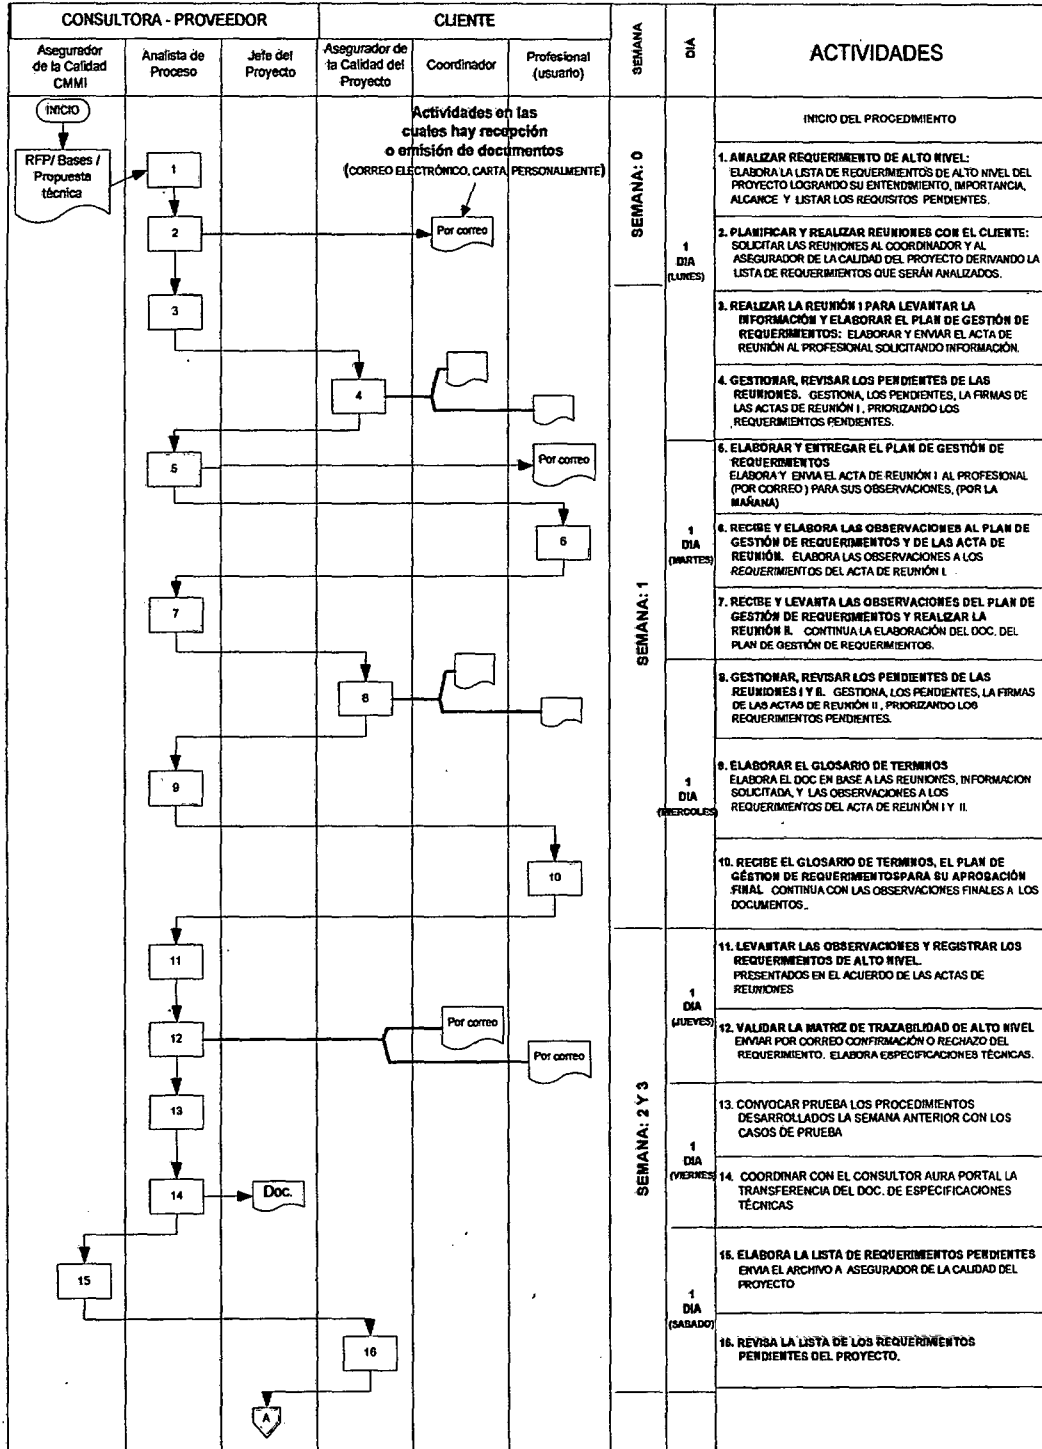 CONSULTORA - PROVEEDOR
CLIENTE
SEMANA
DIA
ACTIVIDADES
Asegurador
de la Calidad
CMMI
Analista de
Proceso
Jefe del
Proyecto
Asegurador de
la Calidad del
Proyecto
Coordinador
Profesional
(usuario)
INICIO
RFP/ Bases /
Propuesta
técnica
Actividades en las
cuales hay recepción
o emisión de documentos
(CORREO ELECTRÓNICO, CARTA, PERSONALMENTE)
1
2
Por correo
3
4
5
Por correo
6
7
8
9
10
11
12
Por correo
Por correo
13
14
Doc.
15
16
A
SEMANA: 0
SEMANA: 1
SEMANA: 2 Y 3
1
DIA
(LUNES)
1
DIA
(MARTES)
1
DIA
(MIERCOLES)
1
DIA
(JUEVES)
1
DIA
(VIERNES)
1
DIA
(SABADO)
INICIO DEL PROCEDIMIENTO
1. ANALIZAR REQUERIMIENTO DE ALTO NIVEL:
ELABORA LA LISTA DE REQUERIMIENTOS DE ALTO NIVEL DEL
PROYECTO LOGRANDO SU ENTENDIMIENTO, IMPORTANCIA,
ALCANCE Y LISTAR LOS REQUISITOS PENDIENTES.
2. PLANIFICAR Y REALIZAR REUNIONES CON EL CLIENTE:
SOLICITAR LAS REUNIONES AL COORDINADOR Y AL
ASEGURADOR DE LA CALIDAD DEL PROYECTO DERIVANDO LA
LISTA DE REQUERIMIENTOS QUE SERÁN ANALIZADOS.
3. REALIZAR LA REUNIÓN I PARA LEVANTAR LA
INFORMACIÓN Y ELABORAR EL PLAN DE GESTIÓN DE
REQUERIMIENTOS: ELABORAR Y ENVIAR EL ACTA DE
REUNIÓN AL PROFESIONAL SOLICITANDO INFORMACIÓN.
4. GESTIONAR, REVISAR LOS PENDIENTES DE LAS
REUNIONES. GESTIONA, LOS PENDIENTES, LA FIRMAS DE
LAS ACTAS DE REUNIÓN I , PRIORIZANDO LOS
REQUERIMIENTOS PENDIENTES.
5. ELABORAR Y ENTREGAR EL PLAN DE GESTIÓN DE
REQUERIMIENTOS
ELABORA Y ENVIA EL ACTA DE REUNIÓN I AL PROFESIONAL
(POR CORREO ) PARA SUS OBSERVACIONES, (POR LA
MAÑANA)
6. RECIBE Y ELABORA LAS OBSERVACIONES AL PLAN DE
GESTIÓN DE REQUERIMIENTOS Y DE LAS ACTA DE
REUNIÓN. ELABORA LAS OBSERVACIONES A LOS
REQUERIMIENTOS DEL ACTA DE REUNIÓN I.
7. RECIBE Y LEVANTA LAS OBSERVACIONES DEL PLAN DE
GESTIÓN DE REQUERIMIENTOS Y REALIZAR LA
REUNIÓN II. CONTINUA LA ELABORACIÓN DEL DOC. DEL
PLAN DE GESTIÓN DE REQUERIMIENTOS.
8. GESTIONAR, REVISAR LOS PENDIENTES DE LAS
REUNIONES I Y II. GESTIONA, LOS PENDIENTES, LA FIRMAS
DE LAS ACTAS DE REUNIÓN II , PRIORIZANDO LOS
REQUERIMIENTOS PENDIENTES.
9. ELABORAR EL GLOSARIO DE TERMINOS
ELABORA EL DOC EN BASE A LAS REUNIONES, INFORMACION
SOLICITADA, Y LAS OBSERVACIONES A LOS
REQUERIMIENTOS DEL ACTA DE REUNIÓN I Y II.
10. RECIBE EL GLOSARIO DE TERMINOS, EL PLAN DE
GÉSTION DE REQUERIMIENTOSPARA SU APROBACIÓN
FINAL CONTINUA CON LAS OBSERVACIONES FINALES A LOS
DOCUMENTOS..
11. LEVANTAR LAS OBSERVACIONES Y REGISTRAR LOS
REQUERIMIENTOS DE ALTO NIVEL.
PRESENTADOS EN EL ACUERDO DE LAS ACTAS DE
REUNIONES
12. VALIDAR LA MATRIZ DE TRAZABILIDAD DE ALTO NIVEL
ENVIAR POR CORREO CONFIRMACIÓN O RECHAZO DEL
REQUERIMIENTO. ELABORA ESPECIFICACIONES TÉCNICAS.
13. CONVOCAR PRUEBA LOS PROCEDIMIENTOS
DESARROLLADOS LA SEMANA ANTERIOR CON LOS
CASOS DE PRUEBA
14. COORDINAR CON EL CONSULTOR AURA PORTAL LA
TRANSFERENCIA DEL DOC. DE ESPECIFICACIONES
TÉCNICAS
15. ELABORA LA LISTA DE REQUERIMIENTOS PENDIENTES
ENVIA EL ARCHIVO A ASEGURADOR DE LA CALIDAD DEL
PROYECTO
16. REVISA LA LISTA DE LOS REQUERIMIENTOS
PENDIENTES DEL PROYECTO.